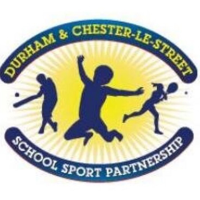 DURHAM & CHESTER-LE-STREET
SCHOOL SPORT PARTNERSHIP